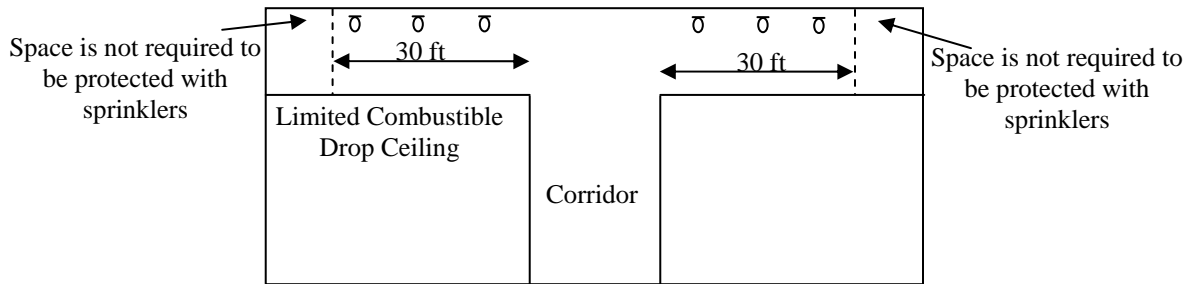 Space is not required to
be protected with
sprinklers
30 ft
30 ft
Space is not required to
be protected with
sprinklers
Limited Combustible
Drop Ceiling
Corridor